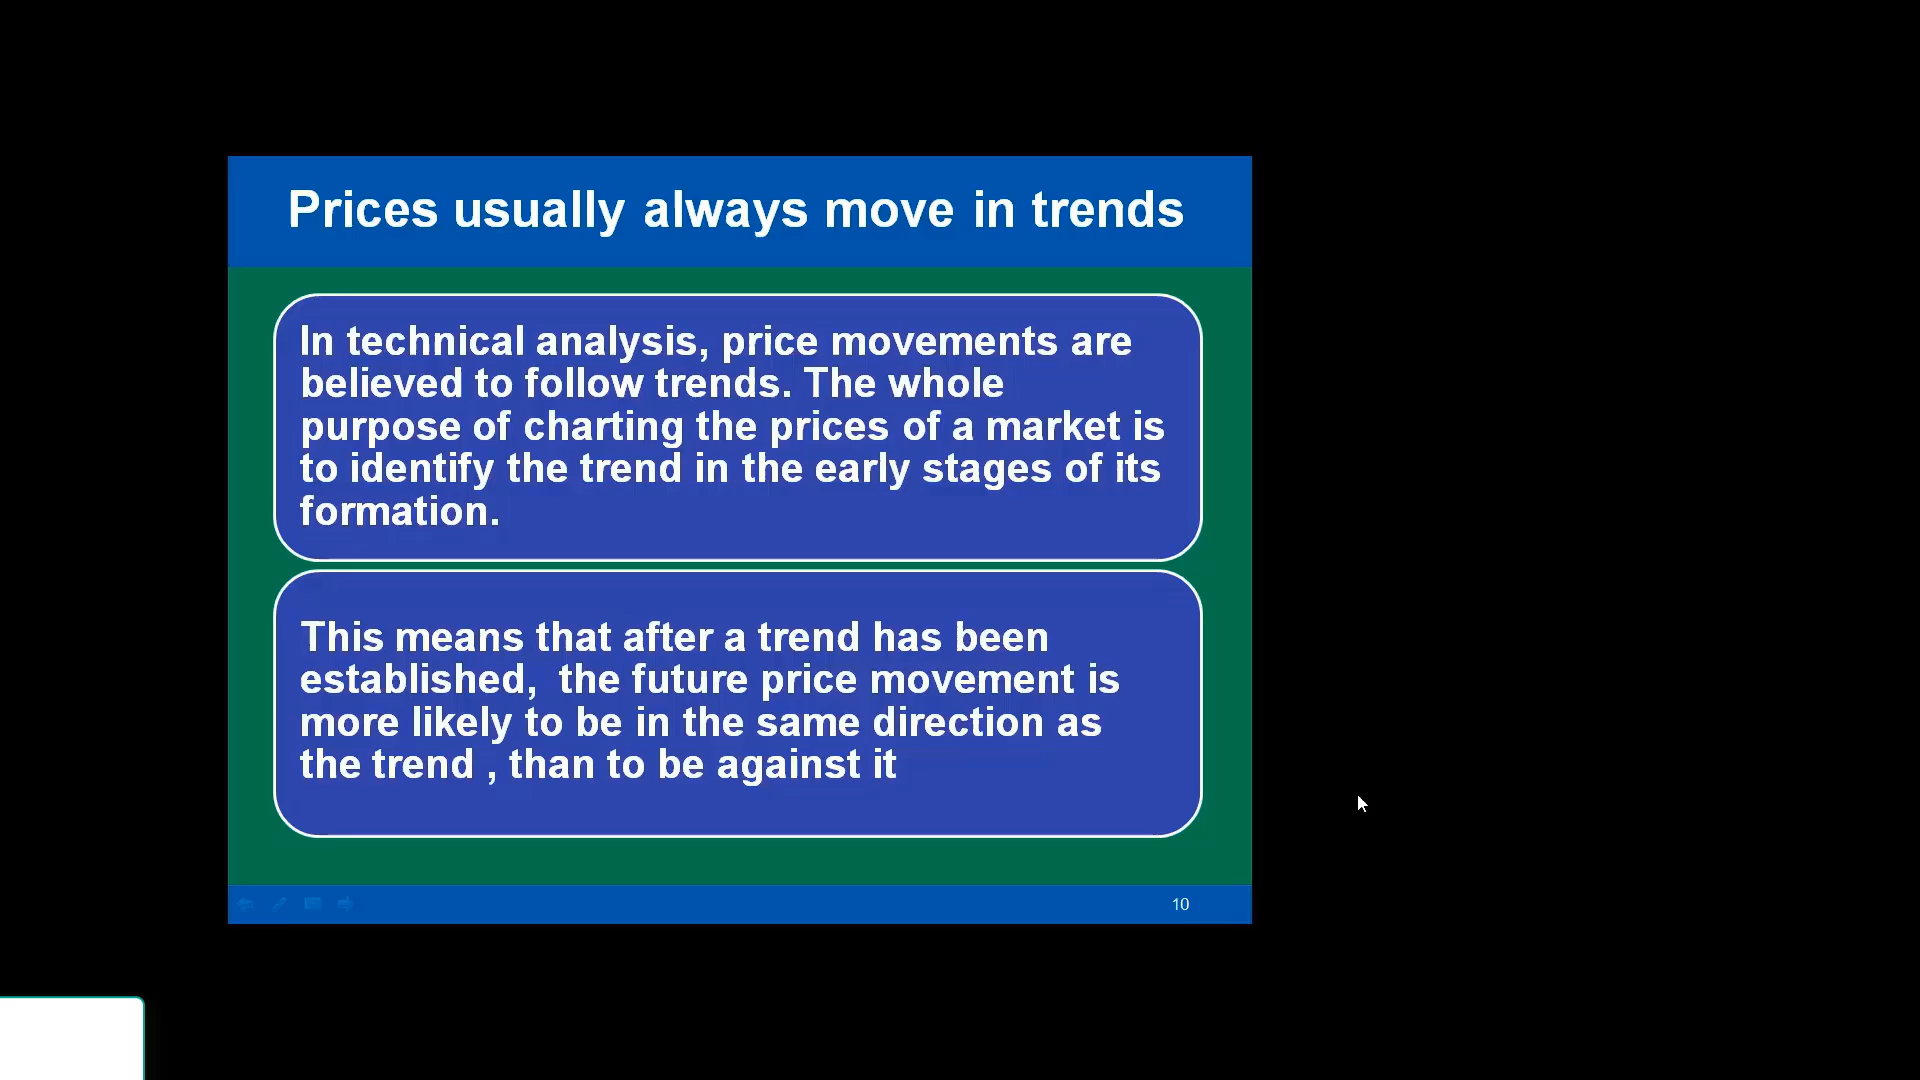 Prices usually always move in trends
In technical analysis, price movements are
believed to follow trends. The whole
purpose of charting the prices of a market is
to identify the trend in the early stages of its
formation.
This means that after a trend has been
established,  the future price movement is
more likely to be in the same direction as
the trend , than to be against it
10